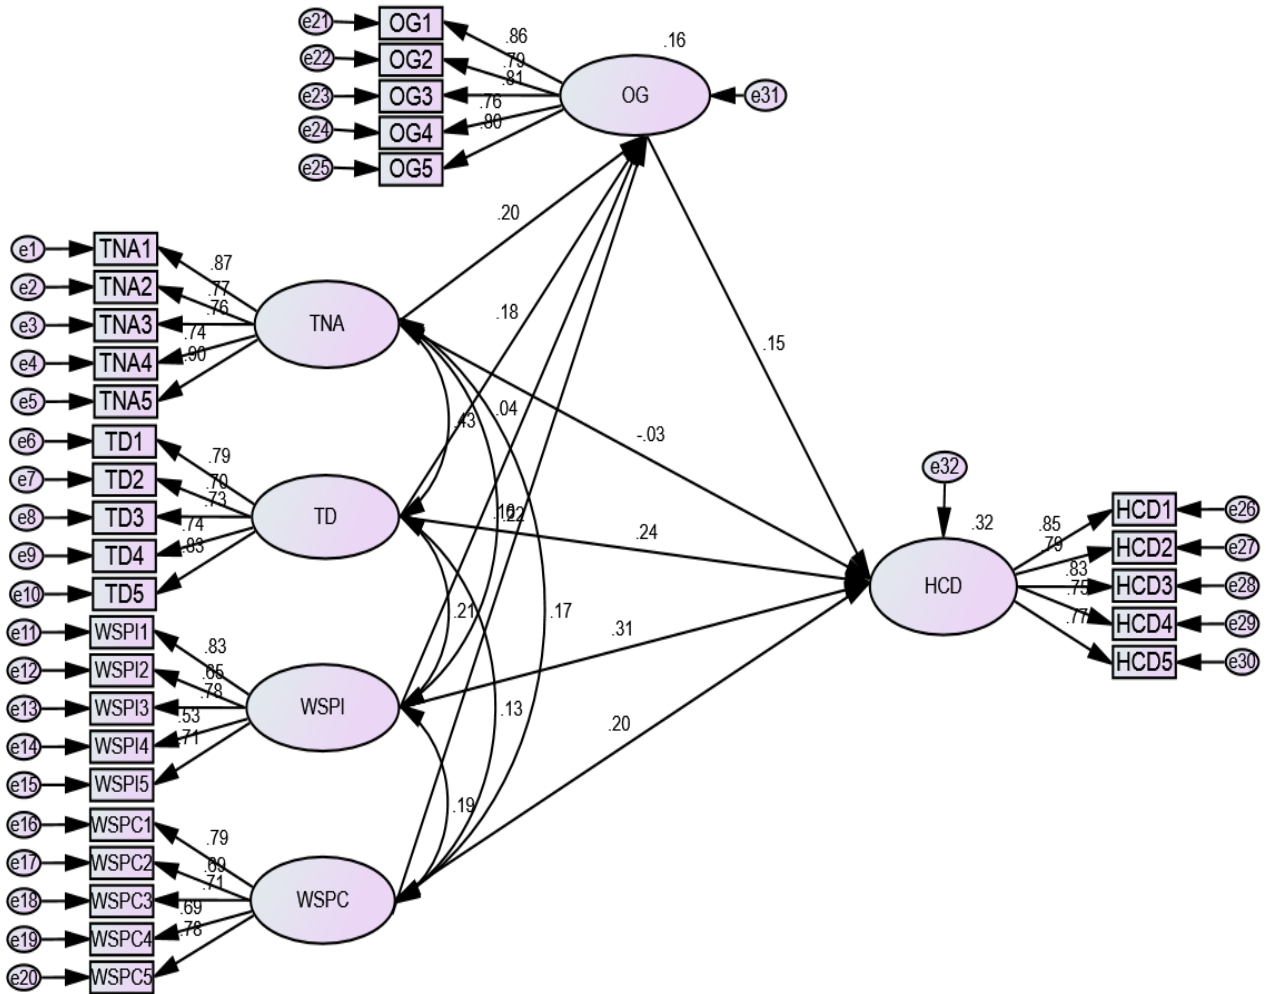 e21 OG1
.86
.16
e22 OG2
.79
.81
e23 OG3
OG
e31
.76
e24 OG4
.80
e25 OG5
.20
e1 TNA1
.87
e2 TNA2
.77
.76
e3 TNA3
TNA
.18
.74
e4 TNA4
.90
.15
e5 TNA5
.04
.43
-.03
e6 TD1
.79
e7 TD2
.70
.73
e32
e8 TD3
TD
.22
.32
.74
.24
e9 TD4
.83
e10 TD5
.85
HCD1 e26
.79
HCD2 e27
.83
HCD
HCD3 e28
.75
HCD4 e29
.77
HCD5 e30
.21
.17
e11 WSPI1
.83
.31
e12 WSPI2
.65
.78
e13 WSPI3
WSPI
.13
.53
.20
e14 WSPI4
.71
e15 WSPI5
.19
e16 WSPC1
.79
e17 WSPC2
.69
.71
e18 WSPC3
WSPC
.69
e19 WSPC4
.78
e20 WSPC5